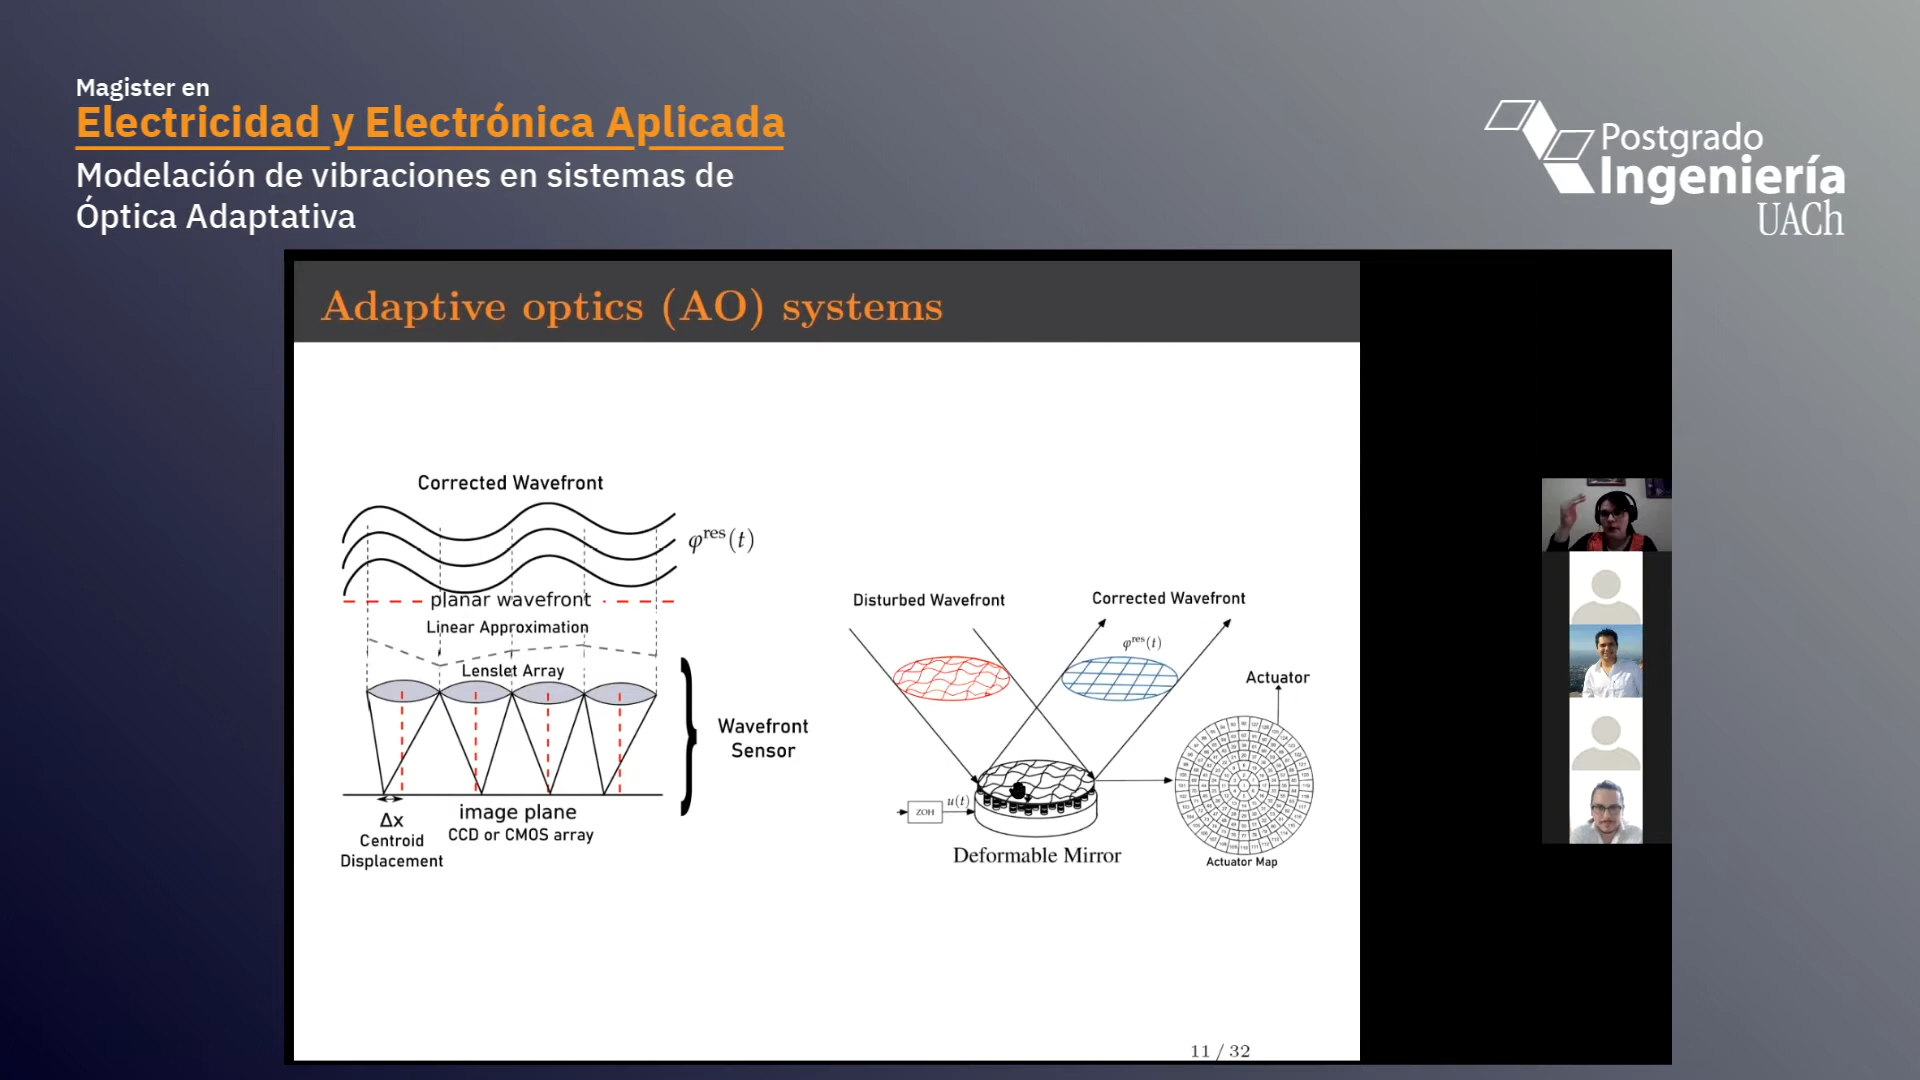 Magister en
Electricidad y Electrónica Aplicada
Modelación de vibraciones en sistemas de
Óptica Adaptativa
Postgrado
Ingeniería
UACh
Adaptive optics (AO) systems
Corrected Wavefront
φ^res(t)
planar wavefront
Linear Approximation
Lenslet Array
Wavefront
Sensor
Δx
Centroid
Displacement
image plane
CCD or CMOS array
Disturbed Wavefront
Corrected Wavefront
φ^res(t)
Actuator
ZOH
u(t)
Deformable Mirror
Actuator Map
11 / 32